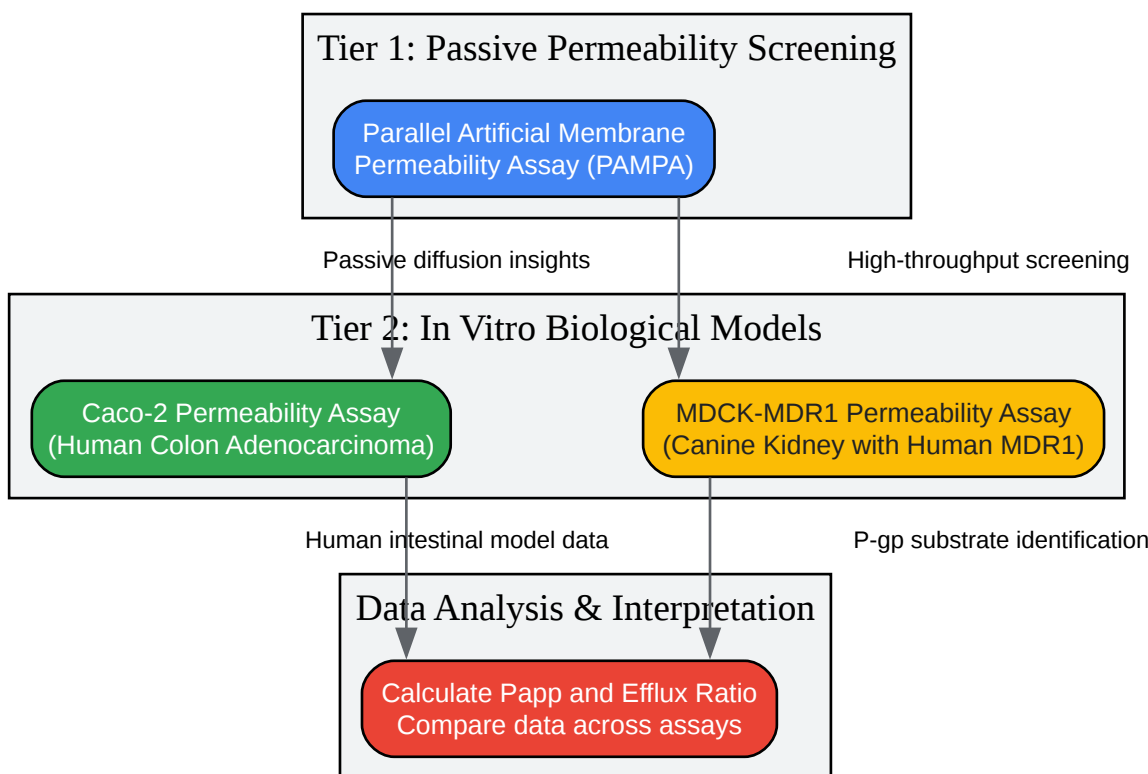 Tier 1: Passive Permeability Screening
Parallel Artificial Membrane
Permeability Assay (PAMPA)
Passive diffusion insights
High-throughput screening
Tier 2: In Vitro Biological Models
Caco-2 Permeability Assay
(Human Colon Adenocarcinoma)
MDCK-MDR1 Permeability Assay
(Canine Kidney with Human MDR1)
Human intestinal model data
P-gp substrate identification
Data Analysis & Interpretation
Calculate Papp and Efflux Ratio
Compare data across assays